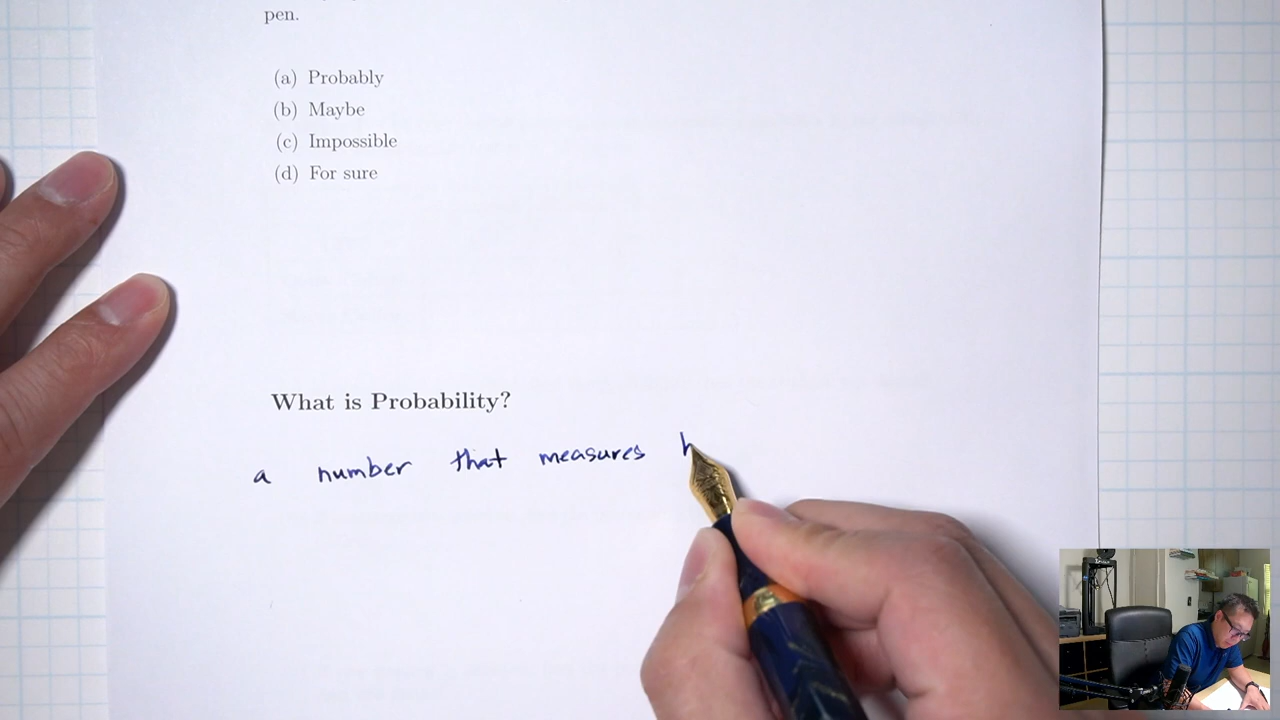 pen.
(a) Probably
(b) Maybe
(c) Impossible
(d) For sure
What is Probability?
a number that measures h